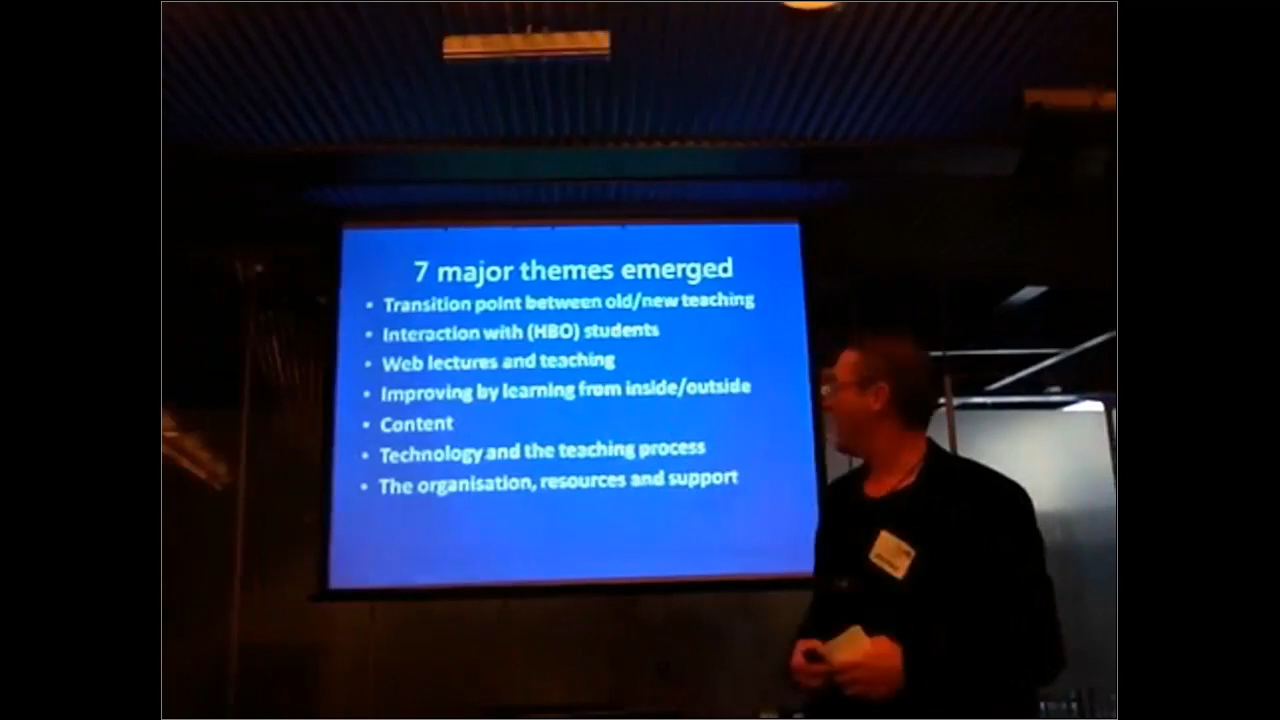 7 major themes emerged
• Transition point between old/new teaching
• Interaction with (HBO) students
• Web lectures and teaching
• Improving by learning from inside/outside
• Content
• Technology and the teaching process
• The organisation, resources and support